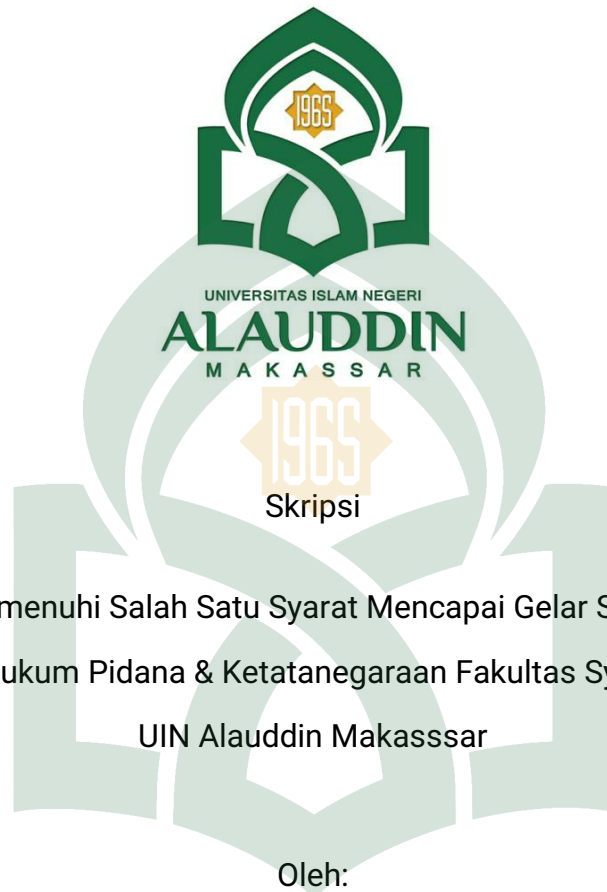 1965
UNIVERSITAS ISLAM NEGERI
ALAUDDIN
MAKASSAR
1965
Skripsi
menuhi Salah Satu Syarat Mencapai Gelar S
ukum Pidana & Ketatanegaraan Fakultas Sy
UIN Alauddin Makasssar
Oleh: